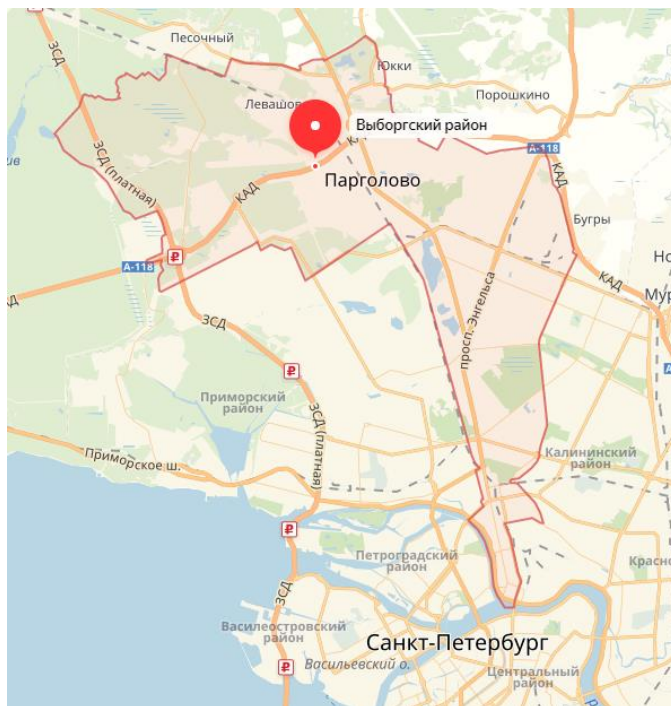 ЗСД
Песочный
Юкки
Левашово
Порошкино
Выборгский район
КАД
А-118
ЗСД (платная)
Парголово
КАД
КАД
Бугры
А-118
КАД
просп. Энгельса
ЗСД
Приморский
район
ЗСД (платная)
Приморское ш.
Калининский
район
Петроградский
район
ЗСД
Василеостровский
район
Санкт-Петербург
Васильевский о.
Центральный
район